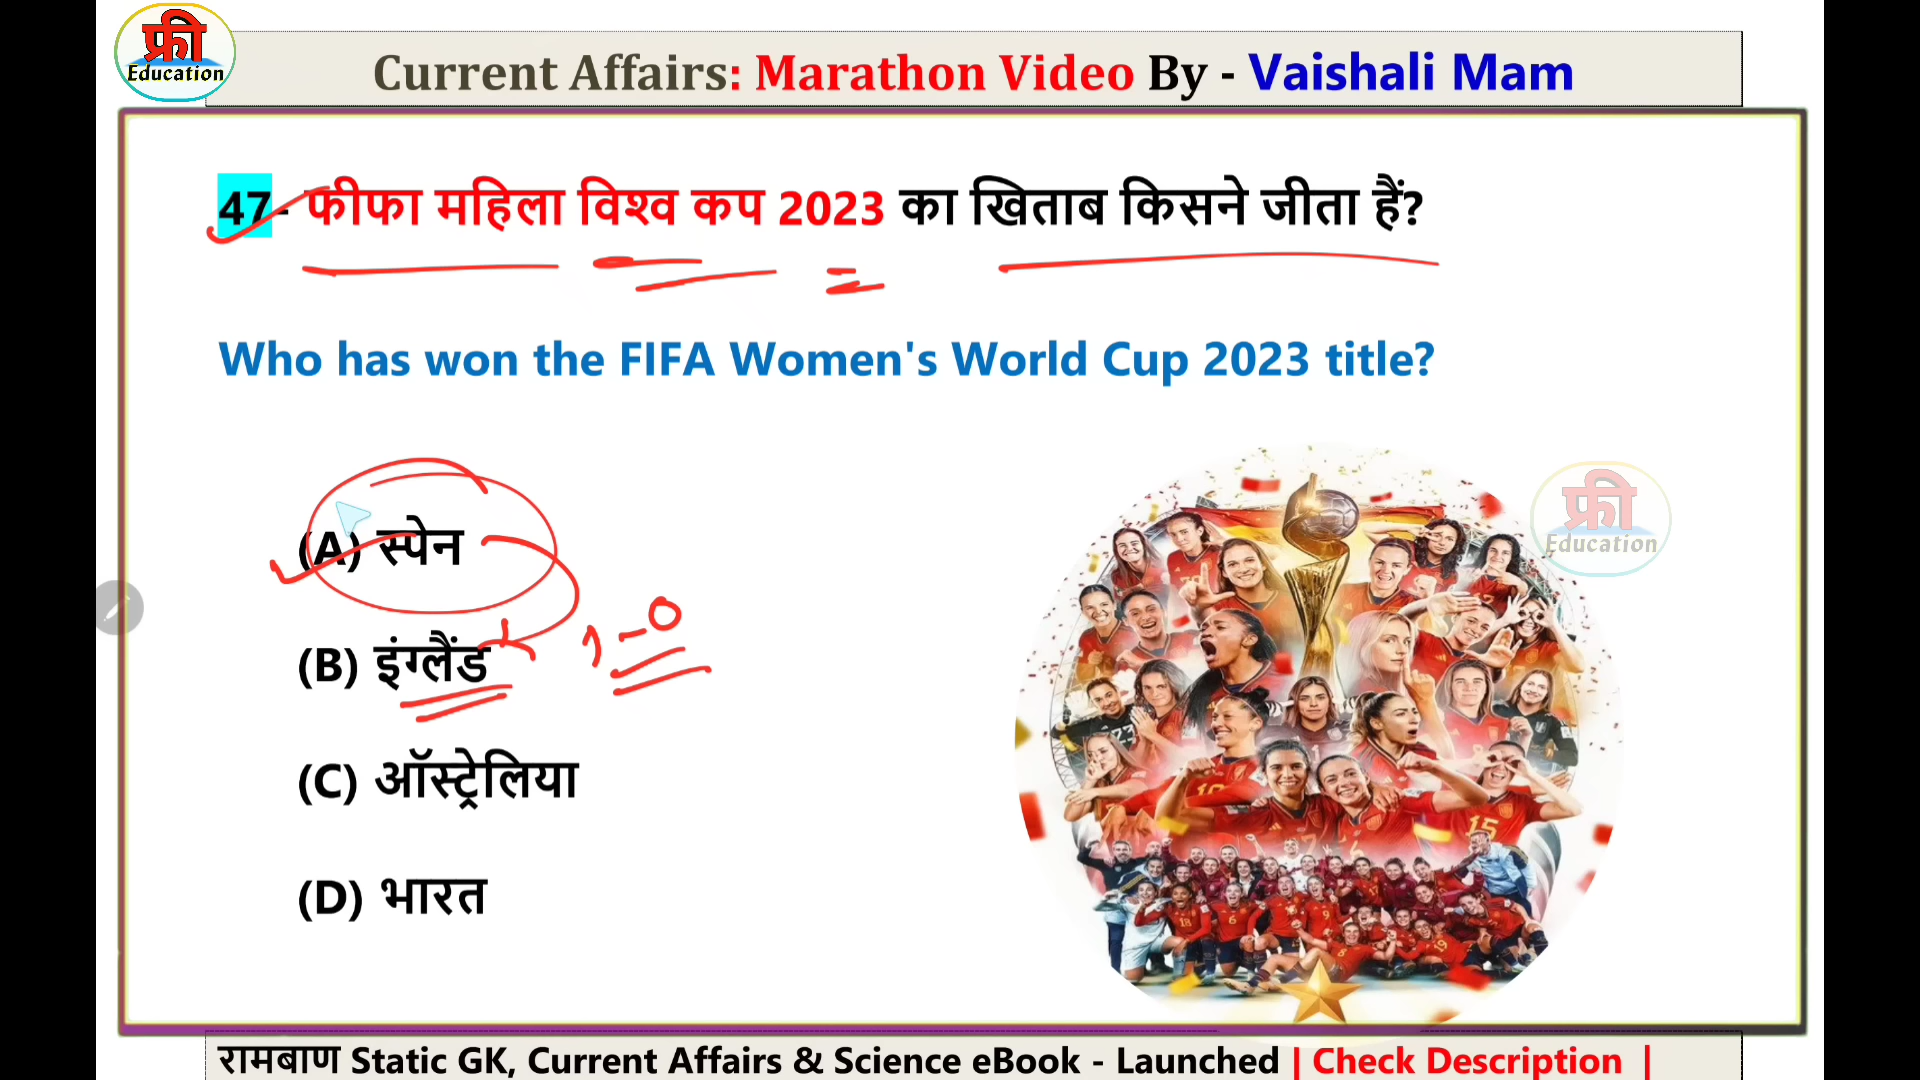 फ्री
Education
Current Affairs: Marathon Video By - Vaishali Mam
47- फीफा महिला विश्व कप 2023 का खिताब किसने जीता हैं?
Who has won the FIFA Women's World Cup 2023 title?
(A) स्पेन
(B) इंग्लैंड
1-0
(C) ऑस्ट्रेलिया
(D) भारत
फ्री
Education
15
रामबाण Static GK, Current Affairs & Science eBook - Launched | Check Description |